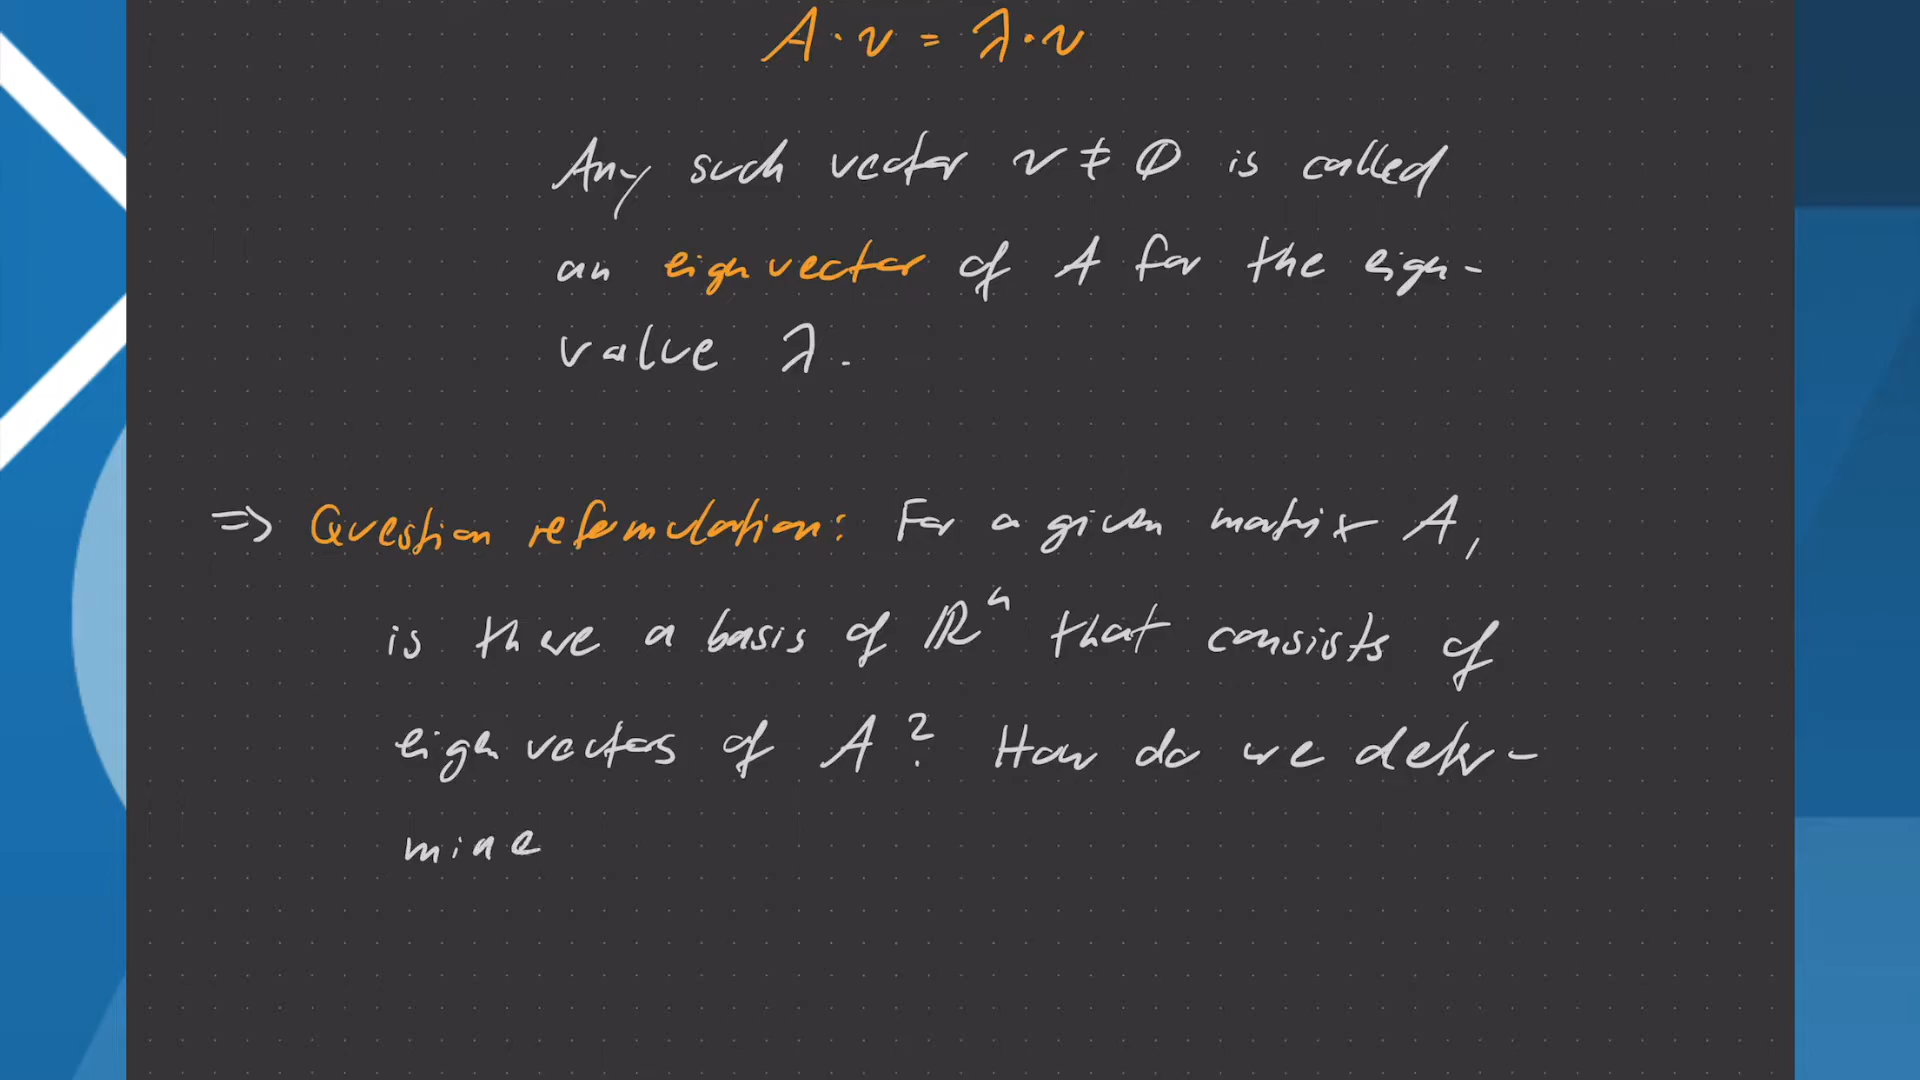 A · v = λ · v
Any such vector v ≠ 0 is called
an eigenvector of A for the eigen-
value λ.
=> Question reformulation: For a given matrix A,
is there a basis of ℝⁿ that consists of
eigenvectors of A? How do we deter-
mine